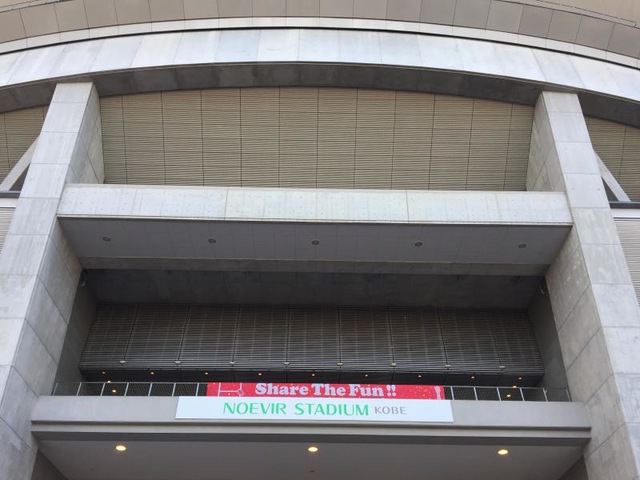 Share The Fun!!
NOEVIR STADIUM KOBE